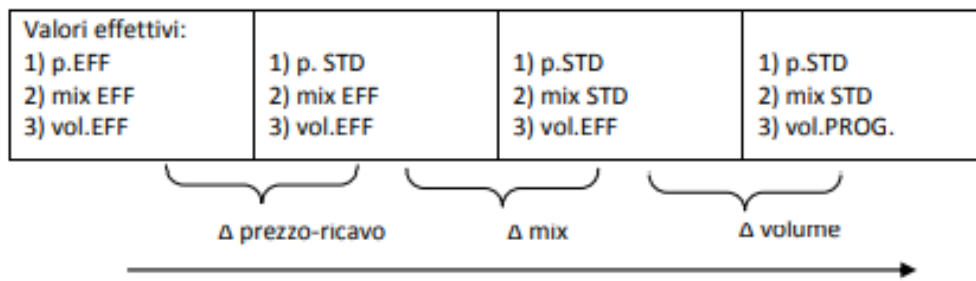 Valori effettivi:
1) p.EFF
2) mix EFF
3) vol.EFF
1) p. STD
2) mix EFF
3) vol.EFF
1) p.STD
2) mix STD
3) vol.EFF
1) p.STD
2) mix STD
3) vol.PROG.
Δ prezzo-ricavo
Δ mix
Δ volume